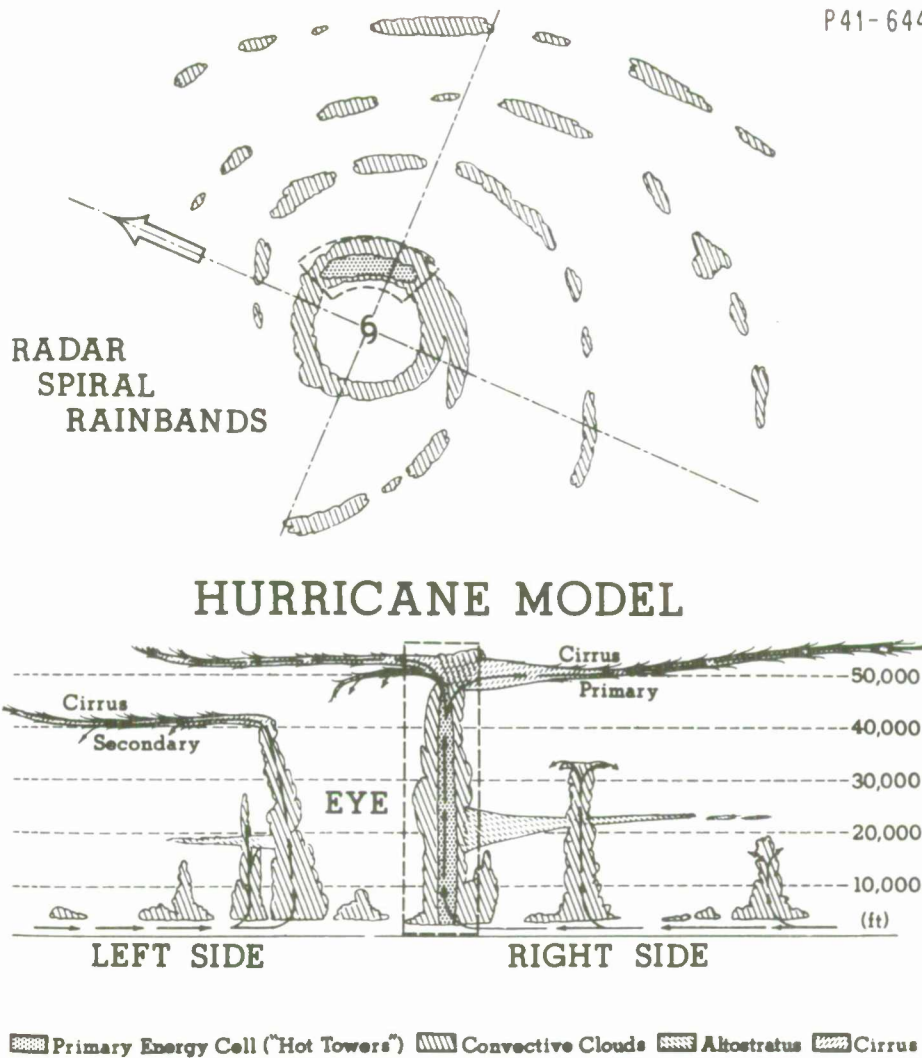 P41-644
RADAR
SPIRAL
RAINBANDS
HURRICANE MODEL
Cirrus
Primary
50,000
Cirrus
Secondary
40,000
30,000
EYE
20,000
10,000
(ft)
LEFT SIDE
RIGHT SIDE
Primary Energy Cell ("Hot Towers") Convective Clouds Altostratus Cirrus